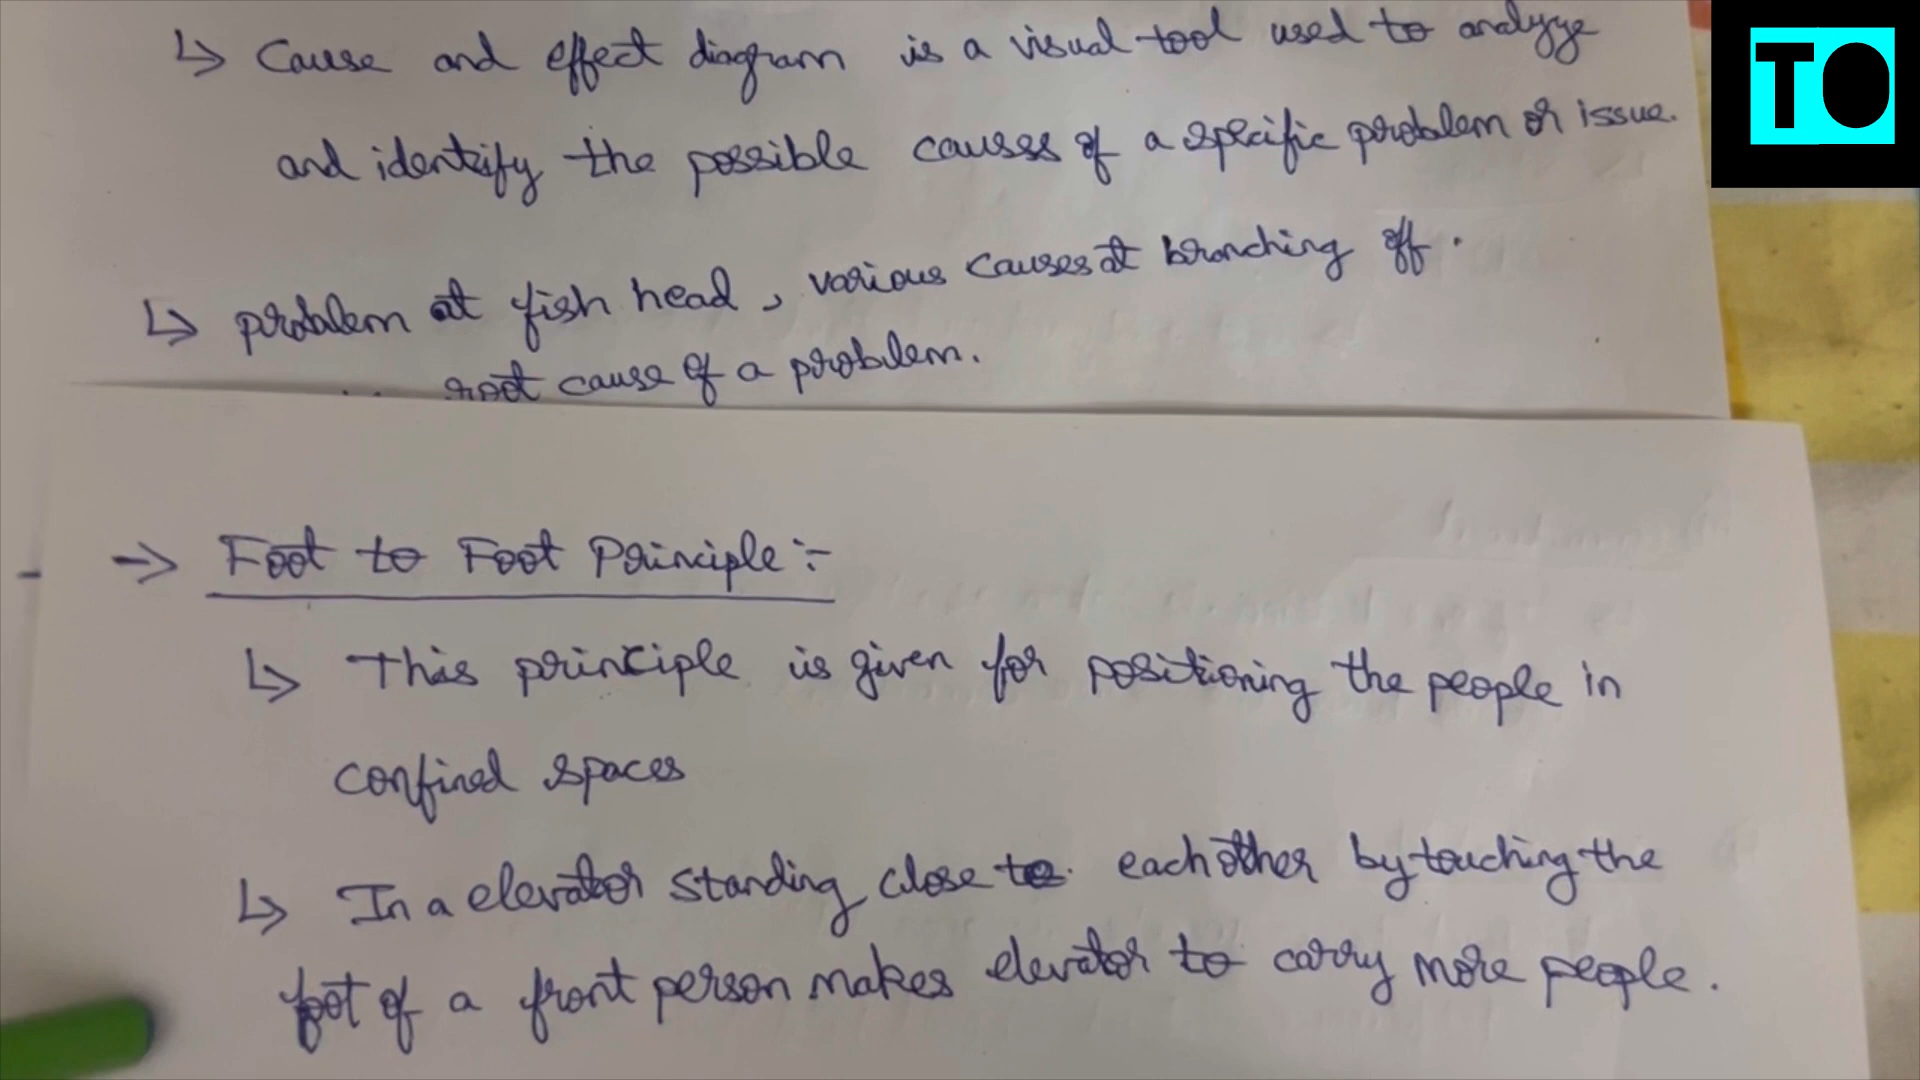 ↳ Cause and effect diagram is a visual tool used to analyze
TO
and identify the possible causes of a specific problem or issue.
↳ problem at fish head, various causes at branching off.
root cause of a problem.
→ Foot to Foot Principle :-
↳ This principle is given for positioning the people in
confined spaces
↳ In a elevator standing close to each other by touching the
foot of a front person makes elevator to carry more people.